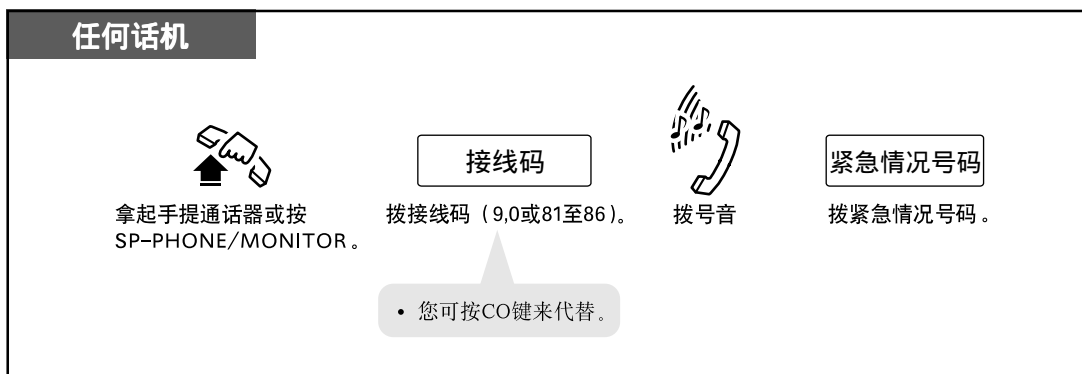 任何话机
接线码
紧急情况号码
拿起手提通话器或按
SP-PHONE/MONITOR。
拨接线码（9,0或81至86）。
拨号音
拨紧急情况号码。
• 您可按CO键来代替。